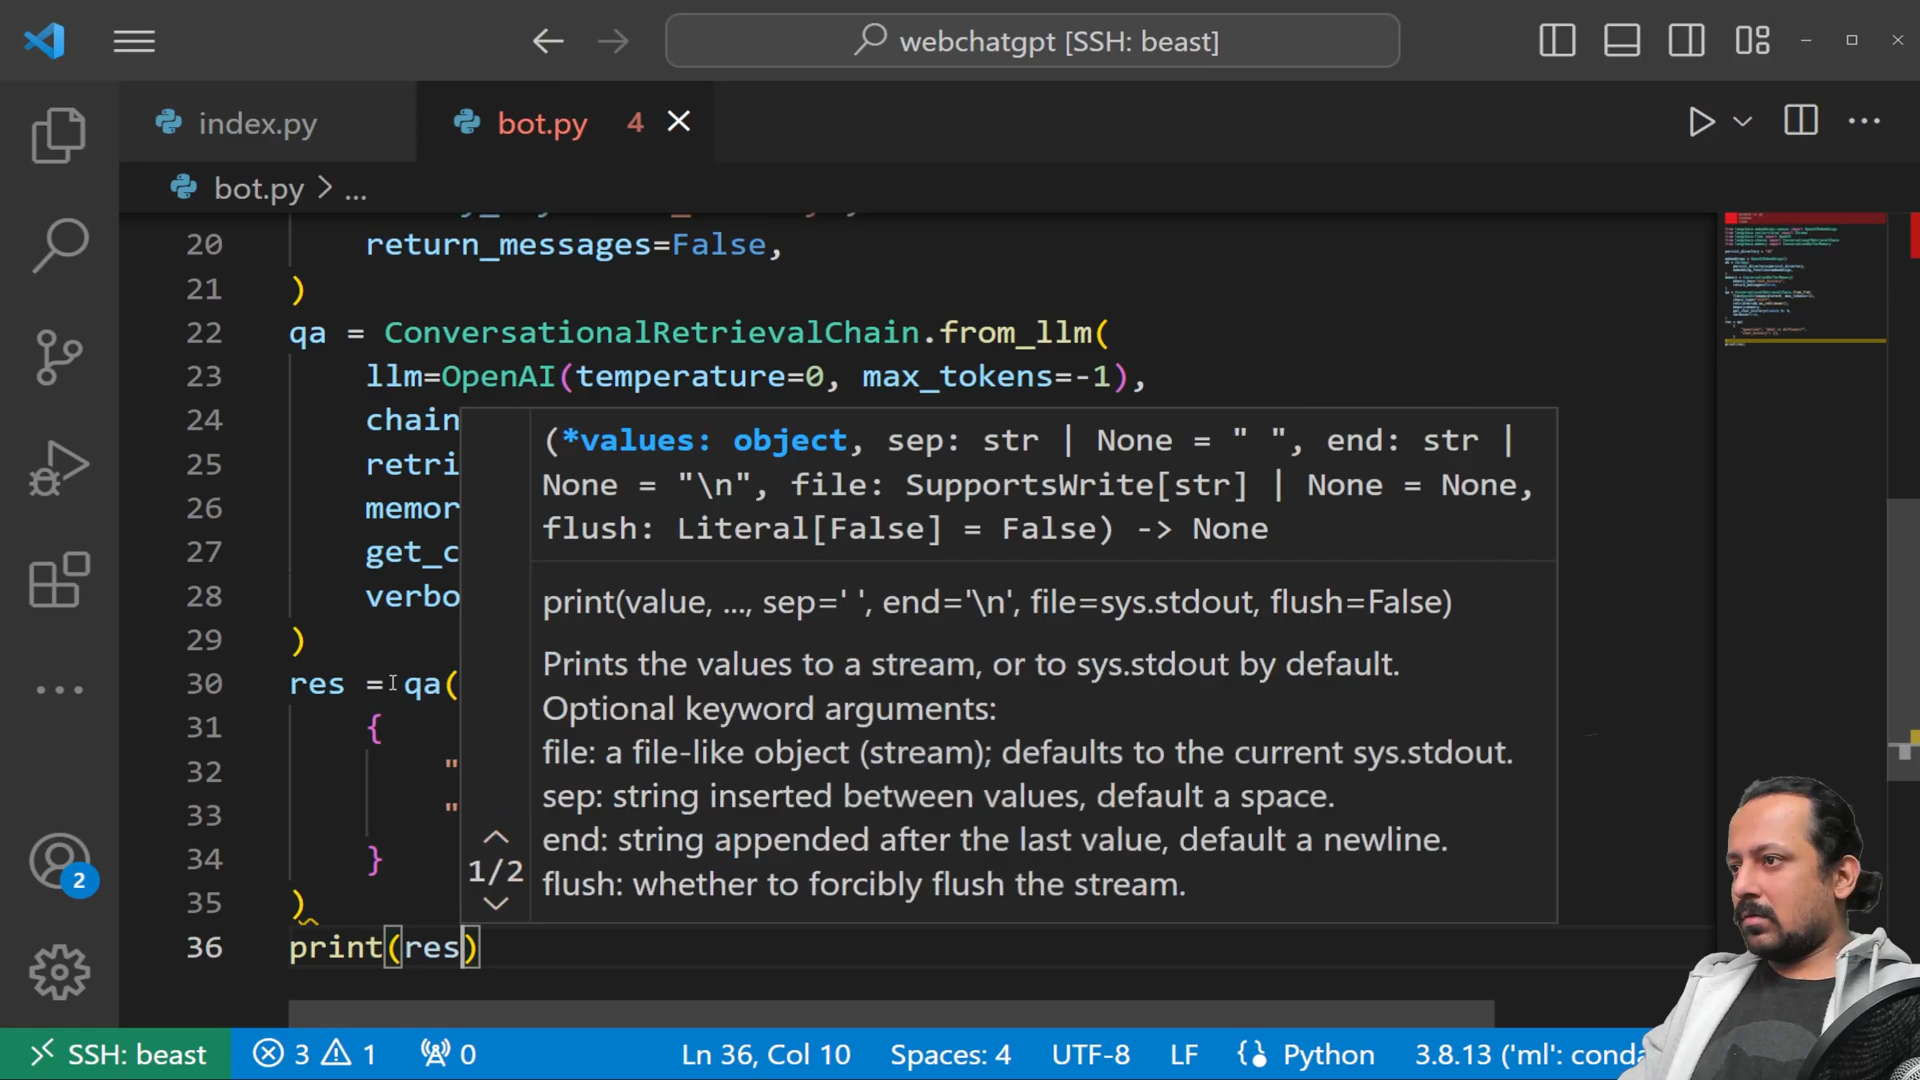 webchatgpt [SSH: beast]
index.py
bot.py 4
bot.py > ...
20 return_messages=False,
21 )
22 qa = ConversationalRetrievalChain.from_llm(
23 llm=OpenAI(temperature=0, max_tokens=-1),
24 chain
25 retri
26 memor
27 get_c
28 verbo
29 )
30 res = qa(
31 {
32 "
33 "
34 }
35 )
36 print(res)
(*values: object, sep: str | None = " ", end: str |
None = "\n", file: SupportsWrite[str] | None = None,
flush: Literal[False] = False) -> None
print(value, ..., sep=' ', end='\n', file=sys.stdout, flush=False)
Prints the values to a stream, or to sys.stdout by default.
Optional keyword arguments:
file: a file-like object (stream); defaults to the current sys.stdout.
sep: string inserted between values, default a space.
end: string appended after the last value, default a newline.
flush: whether to forcibly flush the stream.
1/2
2
SSH: beast 3 1 0 Ln 36, Col 10 Spaces: 4 UTF-8 LF Python 3.8.13 ('ml': conda